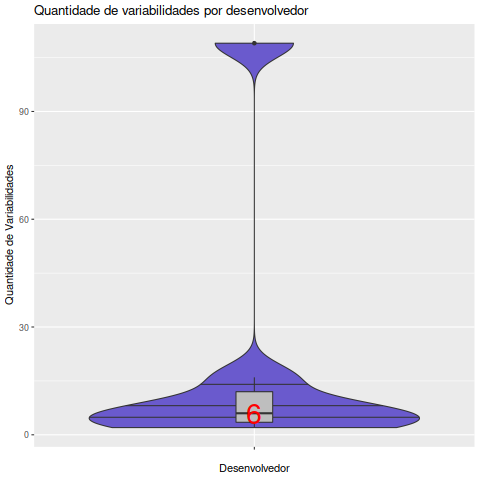 Quantidade de variabilidades por desenvolvedor
Quantidade de Variabilidades
90
60
30
0
6
Desenvolvedor